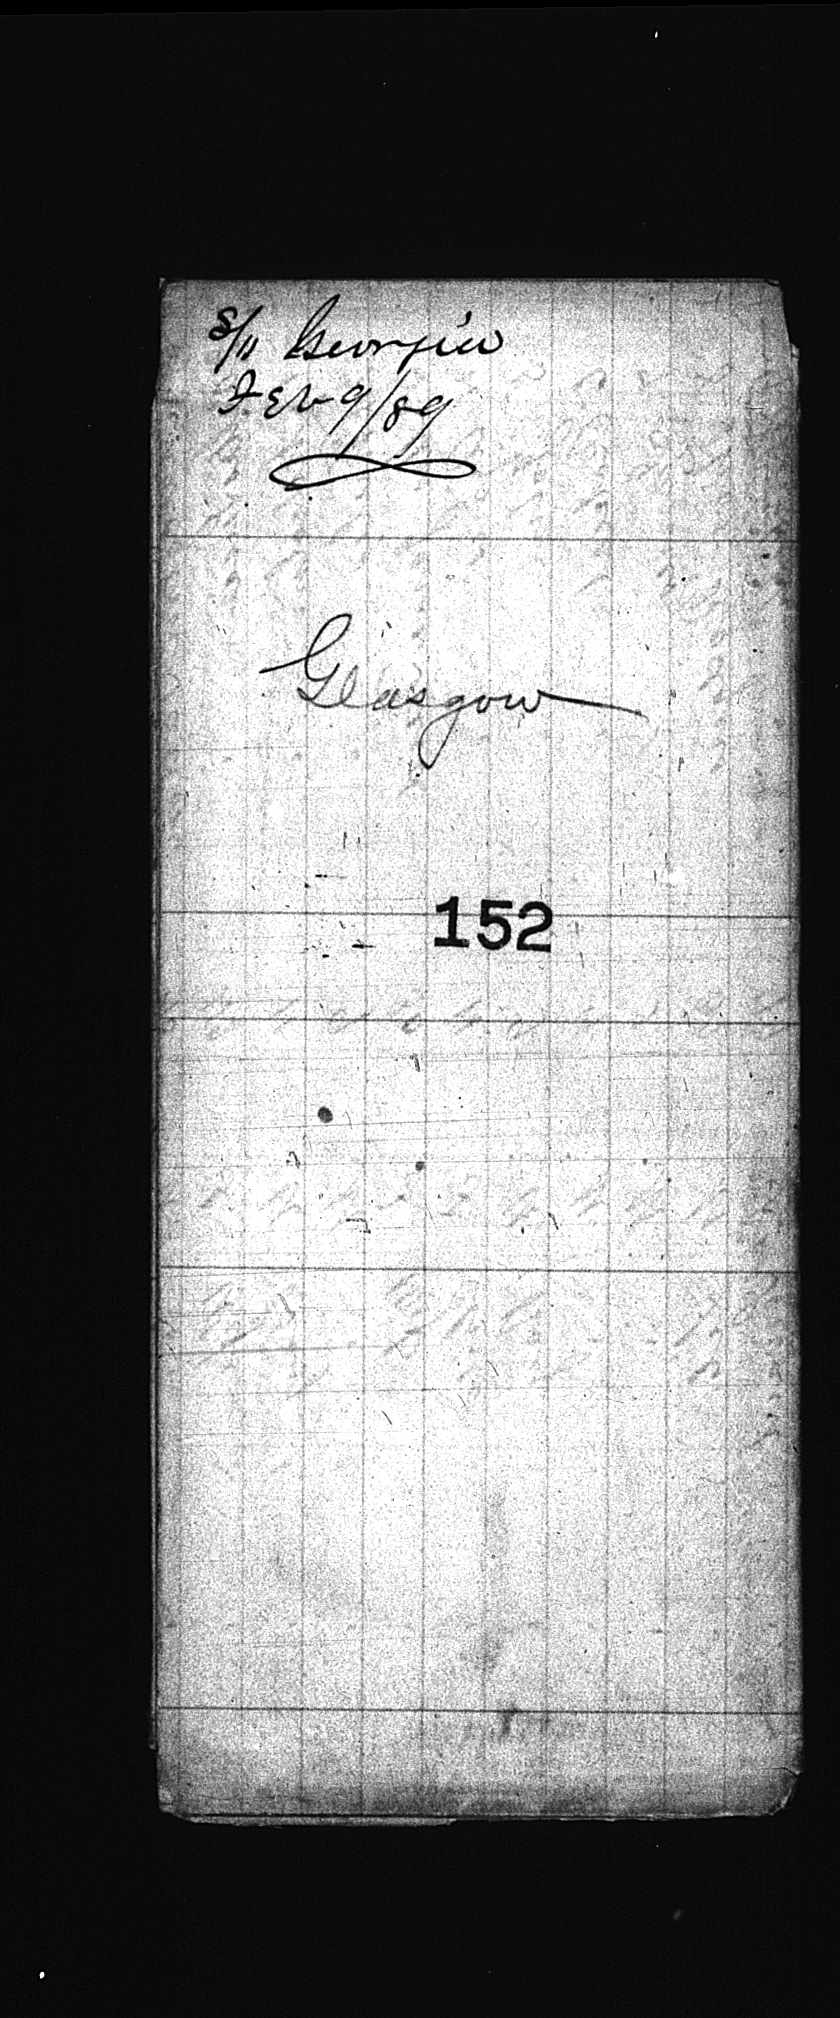 S/s Georgia
Feb 9/89
Glasgow
152